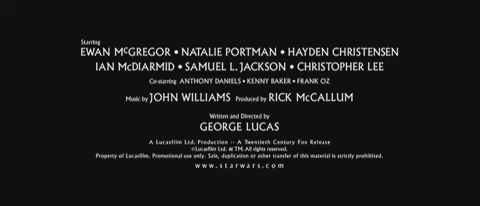 Starring
EWAN McGREGOR • NATALIE PORTMAN • HAYDEN CHRISTENSEN
IAN McDIARMID • SAMUEL L. JACKSON • CHRISTOPHER LEE
Co-starring ANTHONY DANIELS • KENNY BAKER • FRANK OZ
Music by JOHN WILLIAMS Produced by RICK McCALLUM
Written and Directed by
GEORGE LUCAS
A Lucasfilm Ltd. Production -- A Twentieth Century Fox Release
©Lucasfilm Ltd. & TM. All rights reserved.
Property of Lucasfilm. Promotional use only. Sale, duplication or other transfer of this material is strictly prohibited.
www.starwars.com